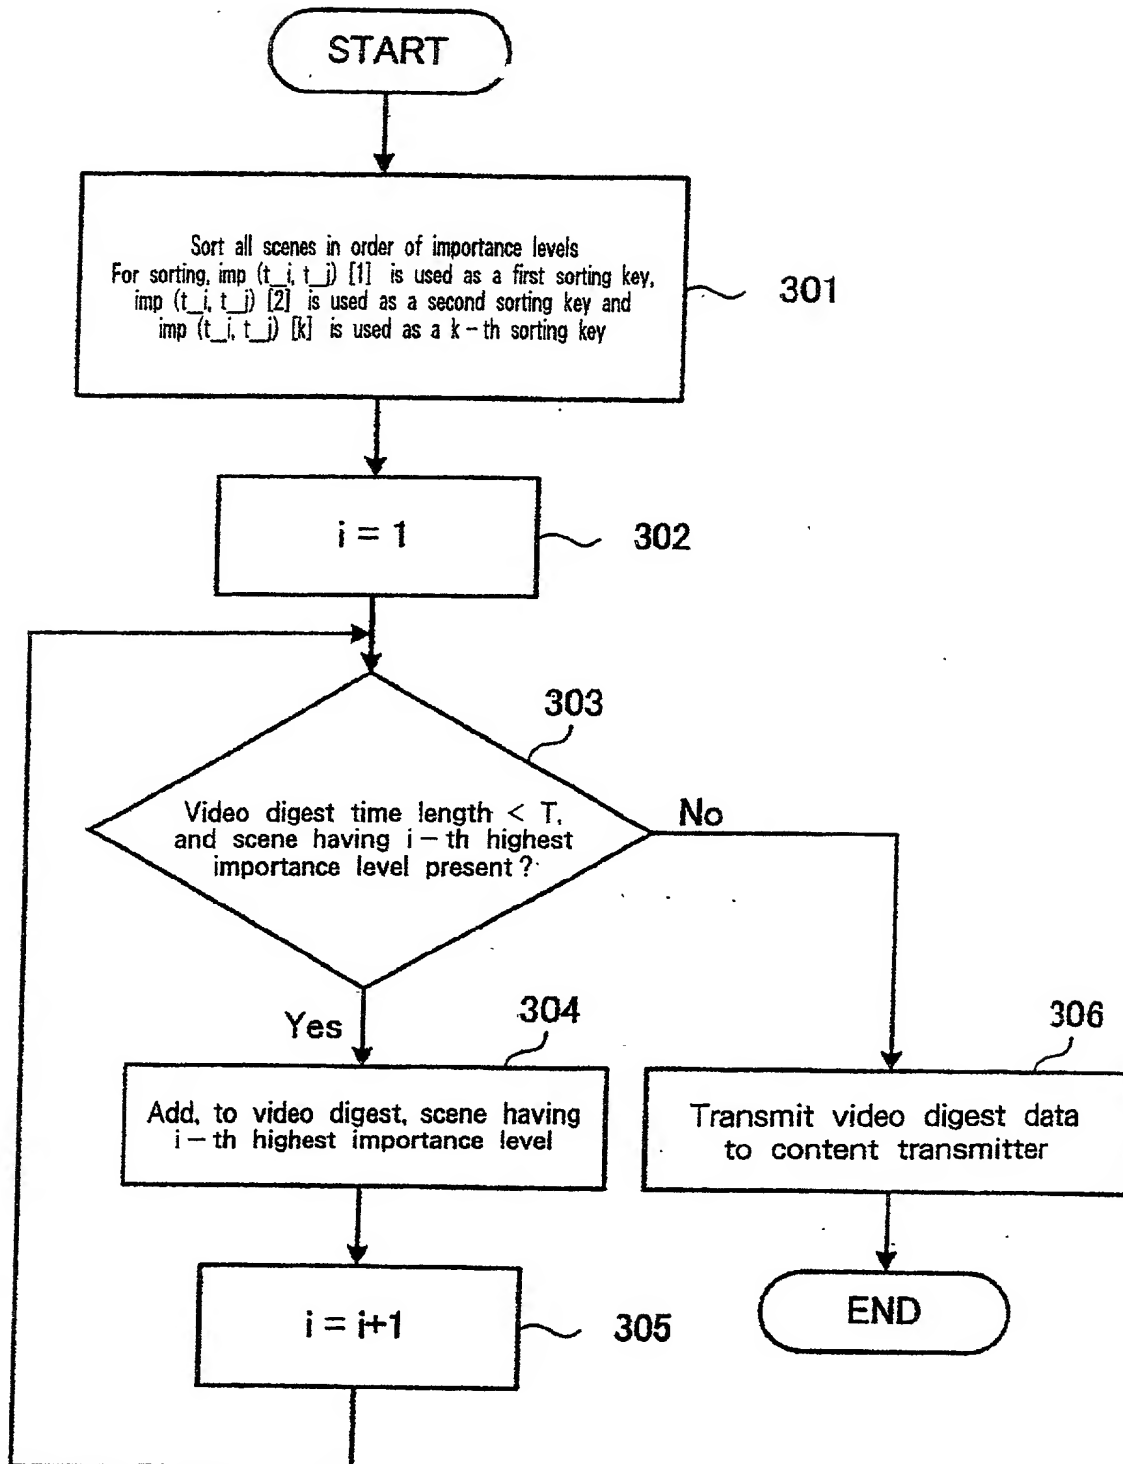 START
Sort all scenes in order of importance levels
For sorting, imp (t_i, t_j) [1] is used as a first sorting key,
imp (t_i, t_j) [2] is used as a second sorting key and
imp (t_i, t_j) [k] is used as a k-th sorting key
301
i = 1
302
303
Video digest time length < T,
and scene having i-th highest
importance level present?
No
Yes
304
Add, to video digest, scene having
i-th highest importance level
306
Transmit video digest data
to content transmitter
i = i+1
305
END